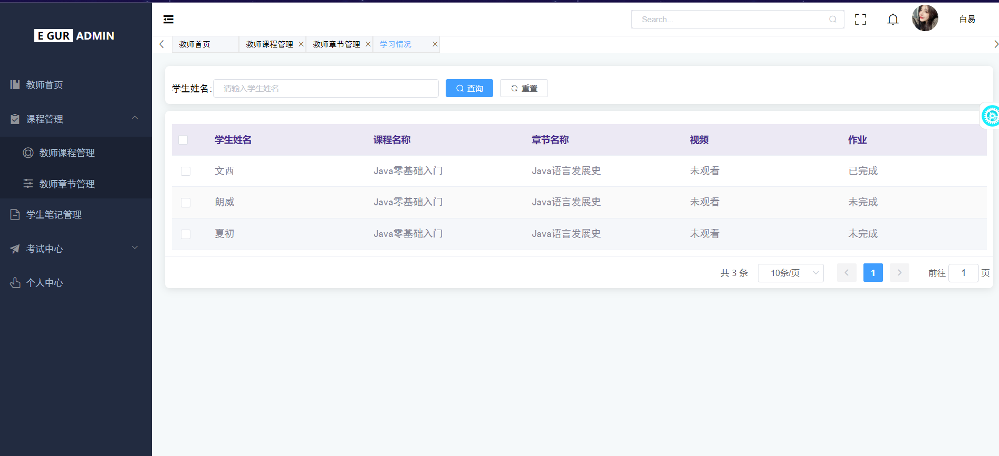 E GUR ADMIN
教师首页
课程管理
教师课程管理
教师章节管理
学生笔记管理
考试中心
个人中心
Search...
白易
教师首页 教师课程管理 教师章节管理 学习情况
学生姓名: 请输入学生姓名 查询 重置
学生姓名 课程名称 章节名称 视频 作业
文西 Java零基础入门 Java语言发展史 未观看 已完成
朗威 Java零基础入门 Java语言发展史 未观看 未完成
夏初 Java零基础入门 Java语言发展史 未观看 未完成
共 3 条 10条/页 1 前往 1 页